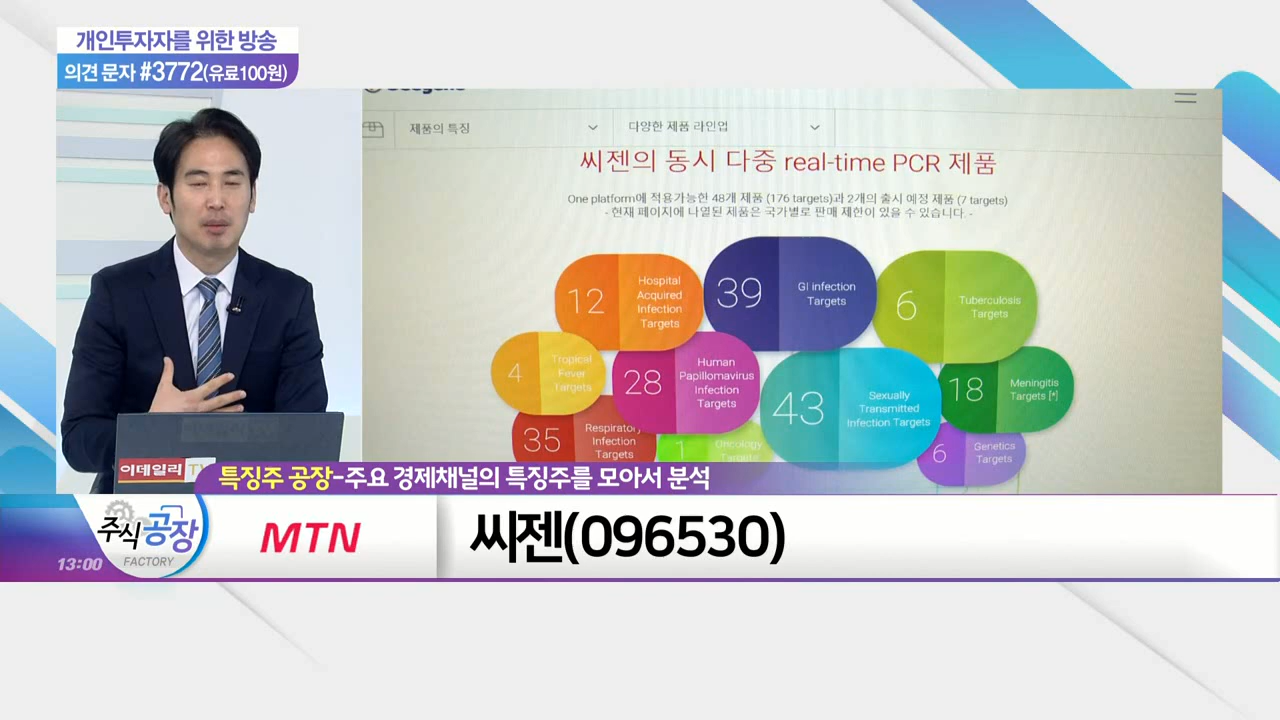 개인투자자를 위한 방송
의견 문자 #3772(유료100원)
제품의 특징
다양한 제품 라인업
씨젠의 동시 다중 real-time PCR 제품
One platform에 적용가능한 48개 제품 (176 targets)과 2개의 출시 예정 제품 (7 targets)
- 현재 페이지에 나열된 제품은 국가별로 판매 제한이 있을 수 있습니다. -
12
Hospital
Acquired
Infection
Targets
39
GI infection
Targets
6
Tuberculosis
Targets
4
Tropical
Fever
Targets
28
Human
Papillomavirus
Infection
Targets
43
Sexually
Transmitted
Infection Targets
18
Meningitis
Targets [*]
35
Respiratory
Infection
Targets
1
Oncology
Targets
6
Genetics
Targets
이데일리 TV
특징주 공장-주요 경제채널의 특징주를 모아서 분석
주식공장
FACTORY
13:00
MTN
씨젠(096530)